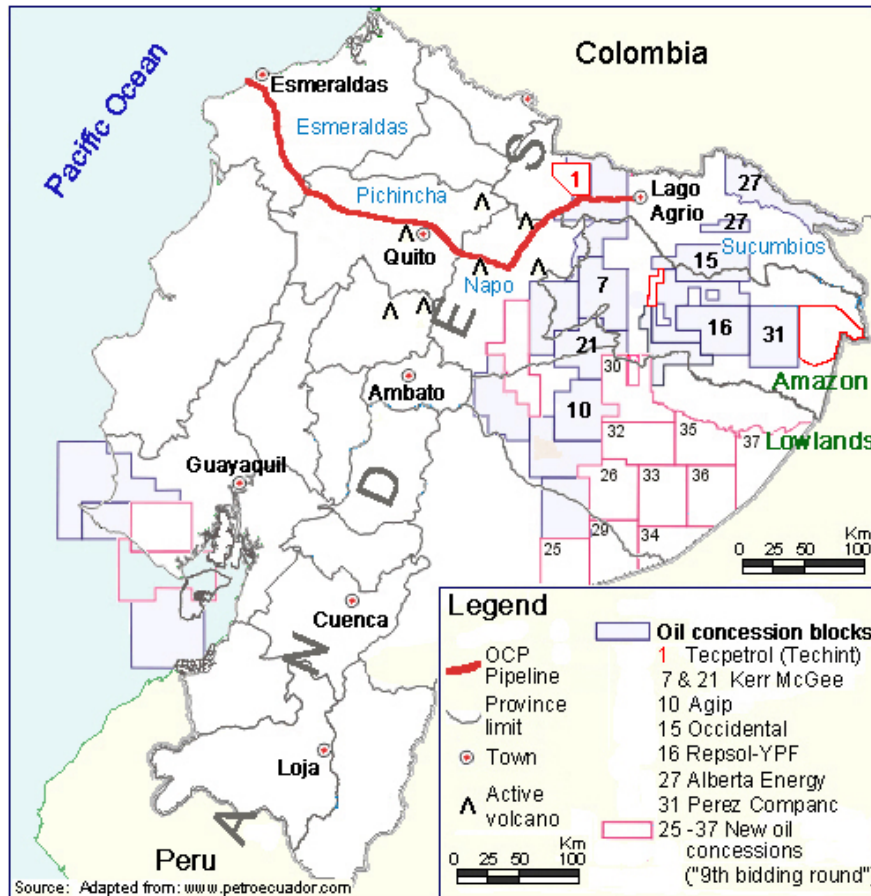 Colombia
Pacific Ocean
Esmeraldas
Esmeraldas
S
1
27
Lago
Agrio
Pichincha
27
Sucumbios
Quito
15
Napo
7
E
16
31
21
30
Ambato
Amazon
10
Lowlands
32
35
37
Guayaquil
D
26
33
36
29
34
25
Km
0 25 50 100
Cuenca
N
Loja
A
Peru
Legend
OCP
Pipeline
Province
limit
Town
Active
volcano
Km
0 25 50 100
Oil concession blocks
1 Tecpetrol (Techint)
7 & 21 Kerr McGee
10 Agip
15 Occidental
16 Repsol-YPF
27 Alberta Energy
31 Perez Companc
25 -37 New oil
concessions
("9th bidding round")
Source: Adapted from: www.petroecuador.com